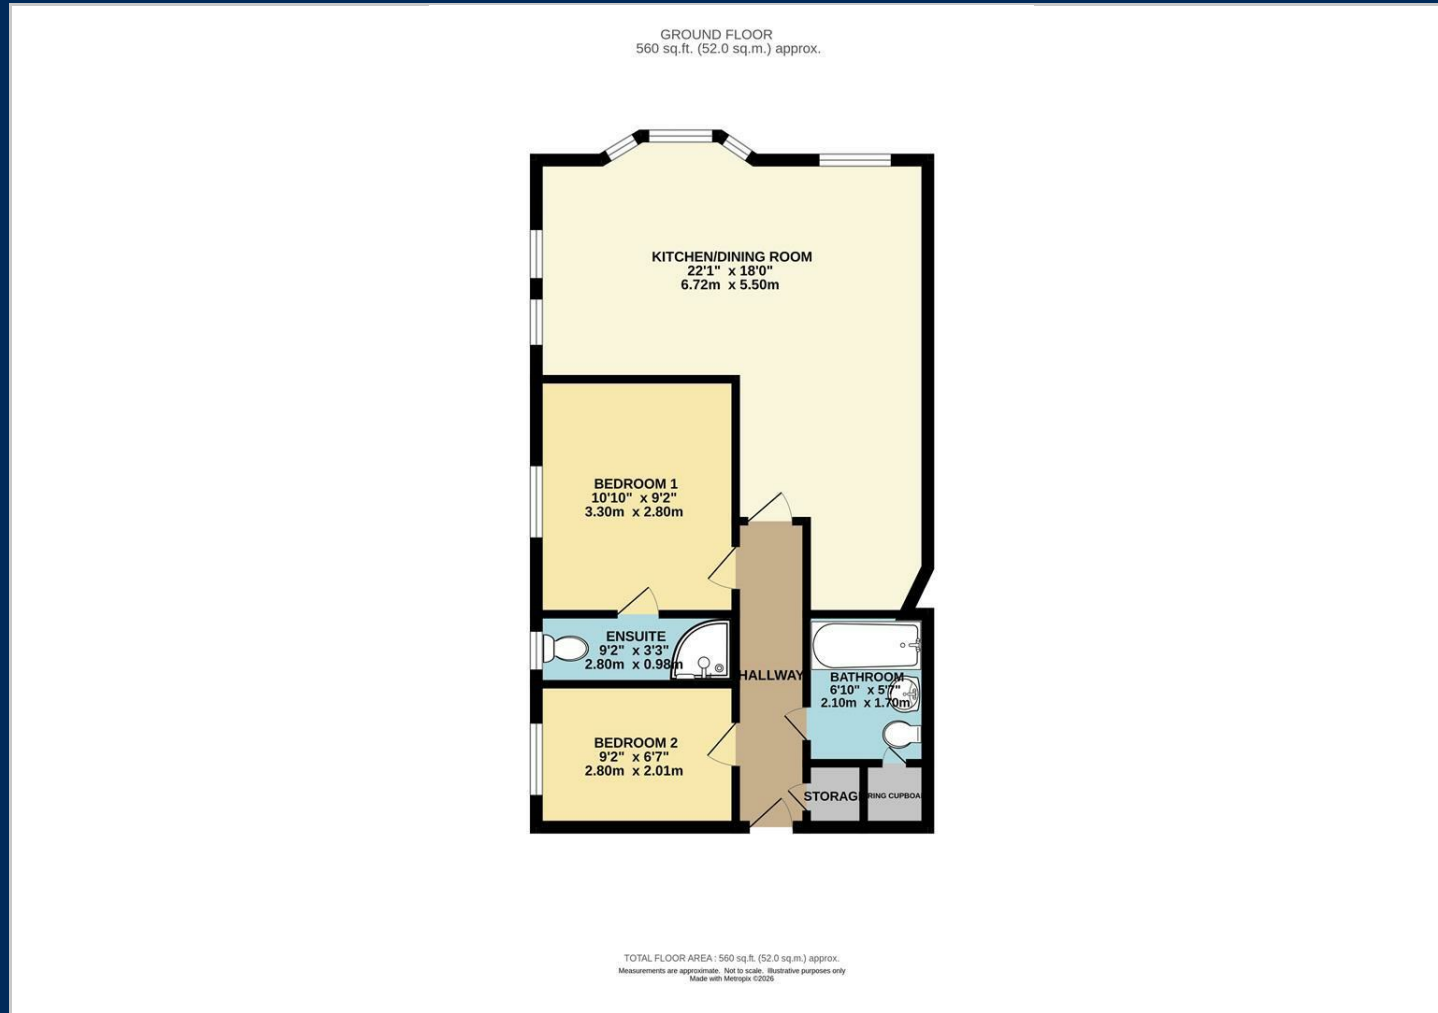 GROUND FLOOR
560 sq.ft. (52.0 sq.m.) approx.
KITCHEN/DINING ROOM
22'1" x 18'0"
6.72m x 5.50m
BEDROOM 1
10'10" x 9'2"
3.30m x 2.80m
ENSUITE
9'2" x 3'3"
2.80m x 0.98m
HALLWAY
BATHROOM
6'10" x 5'7"
2.10m x 1.70m
BEDROOM 2
9'2" x 6'7"
2.80m x 2.01m
STORAGE
RING CUPBOA
TOTAL FLOOR AREA : 560 sq.ft. (52.0 sq.m.) approx.
Measurements are approximate. Not to scale. Illustrative purposes only
Made with Metropix ©2026